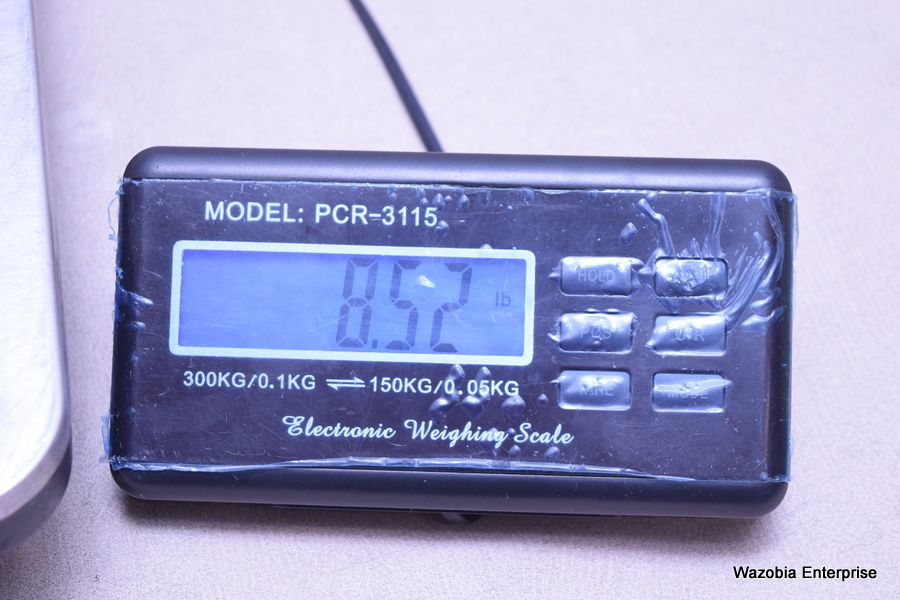 MODEL: PCR-3115
8.52 lb
HOLD
PCS
300KG/0.1KG ⇌ 150KG/0.05KG
Electronic Weighing Scale
Wazobia Enterprise